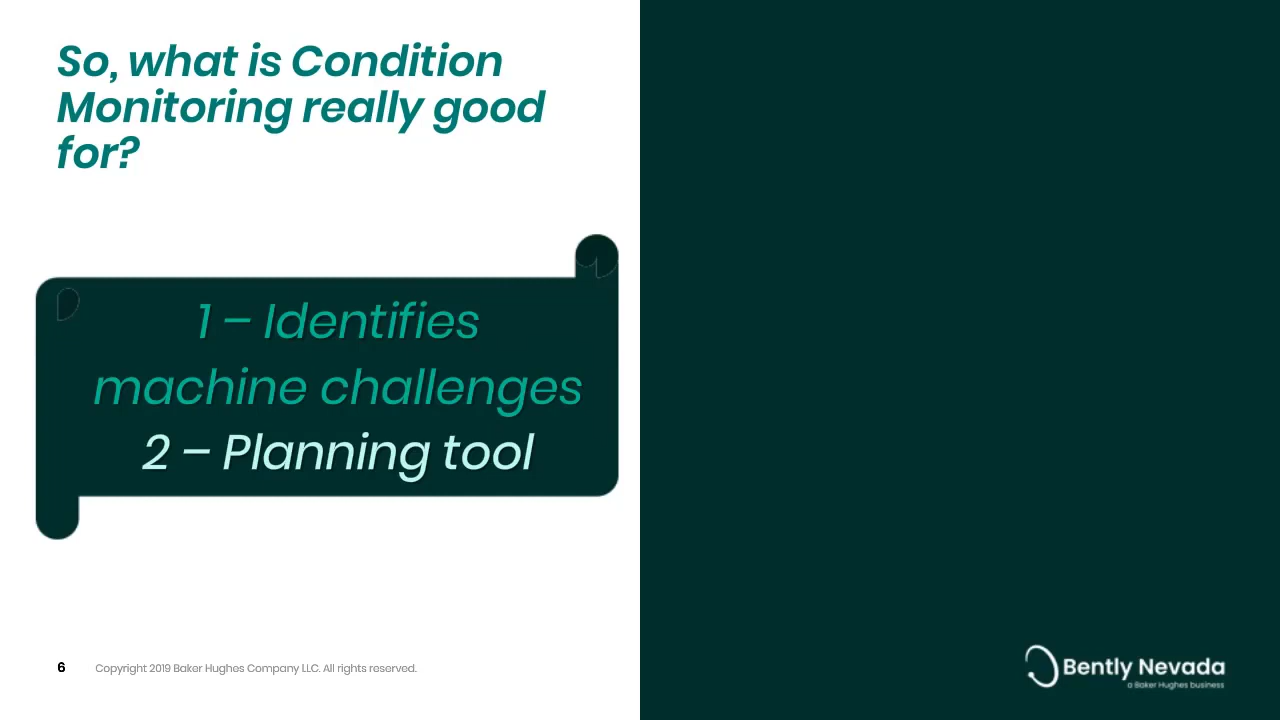 So, what is Condition
Monitoring really good
for?
1 – Identifies
machine challenges
2 – Planning tool
6
Copyright 2019 Baker Hughes Company LLC. All rights reserved.
Bently Nevada
a Baker Hughes business